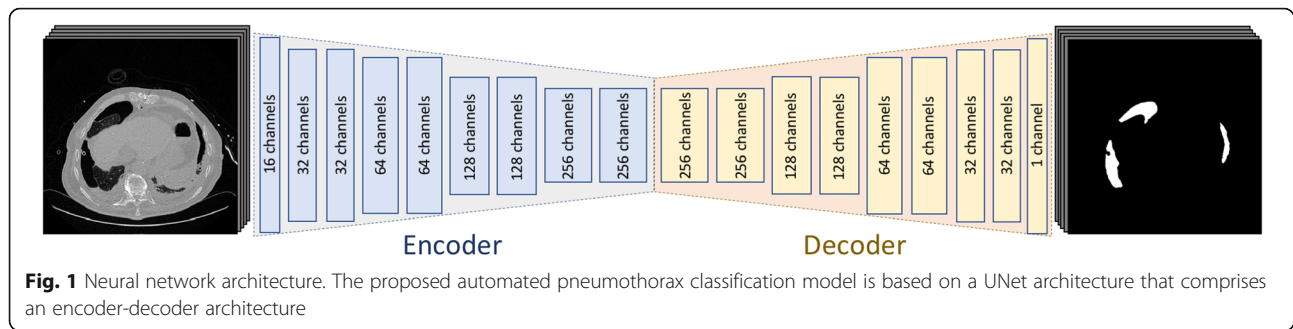 16 channels
32 channels
32 channels
64 channels
64 channels
128 channels
128 channels
256 channels
256 channels
256 channels
256 channels
128 channels
128 channels
64 channels
64 channels
32 channels
32 channels
1 channel
Encoder
Decoder
Fig. 1 Neural network architecture. The proposed automated pneumothorax classification model is based on a UNet architecture that comprises
an encoder-decoder architecture